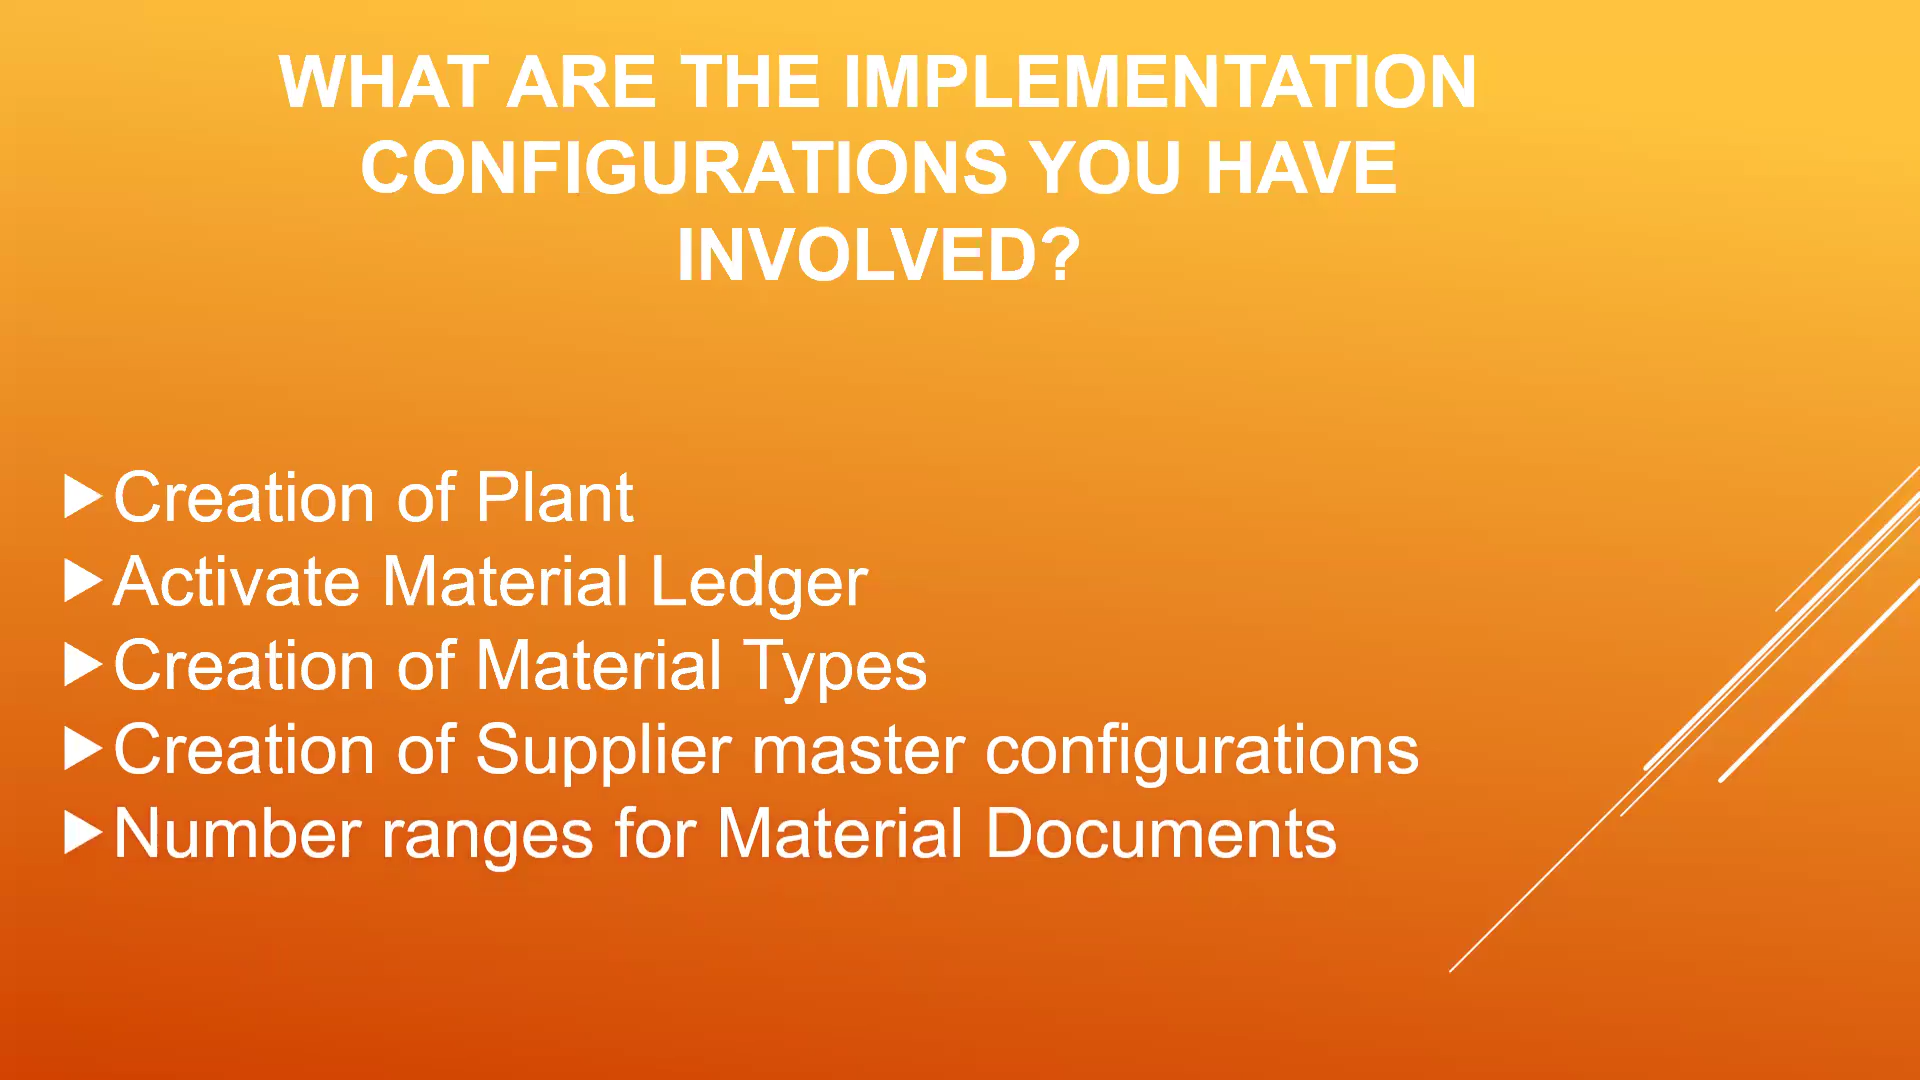 WHAT ARE THE IMPLEMENTATION
CONFIGURATIONS YOU HAVE
INVOLVED?
Creation of Plant
Activate Material Ledger
Creation of Material Types
Creation of Supplier master configurations
Number ranges for Material Documents